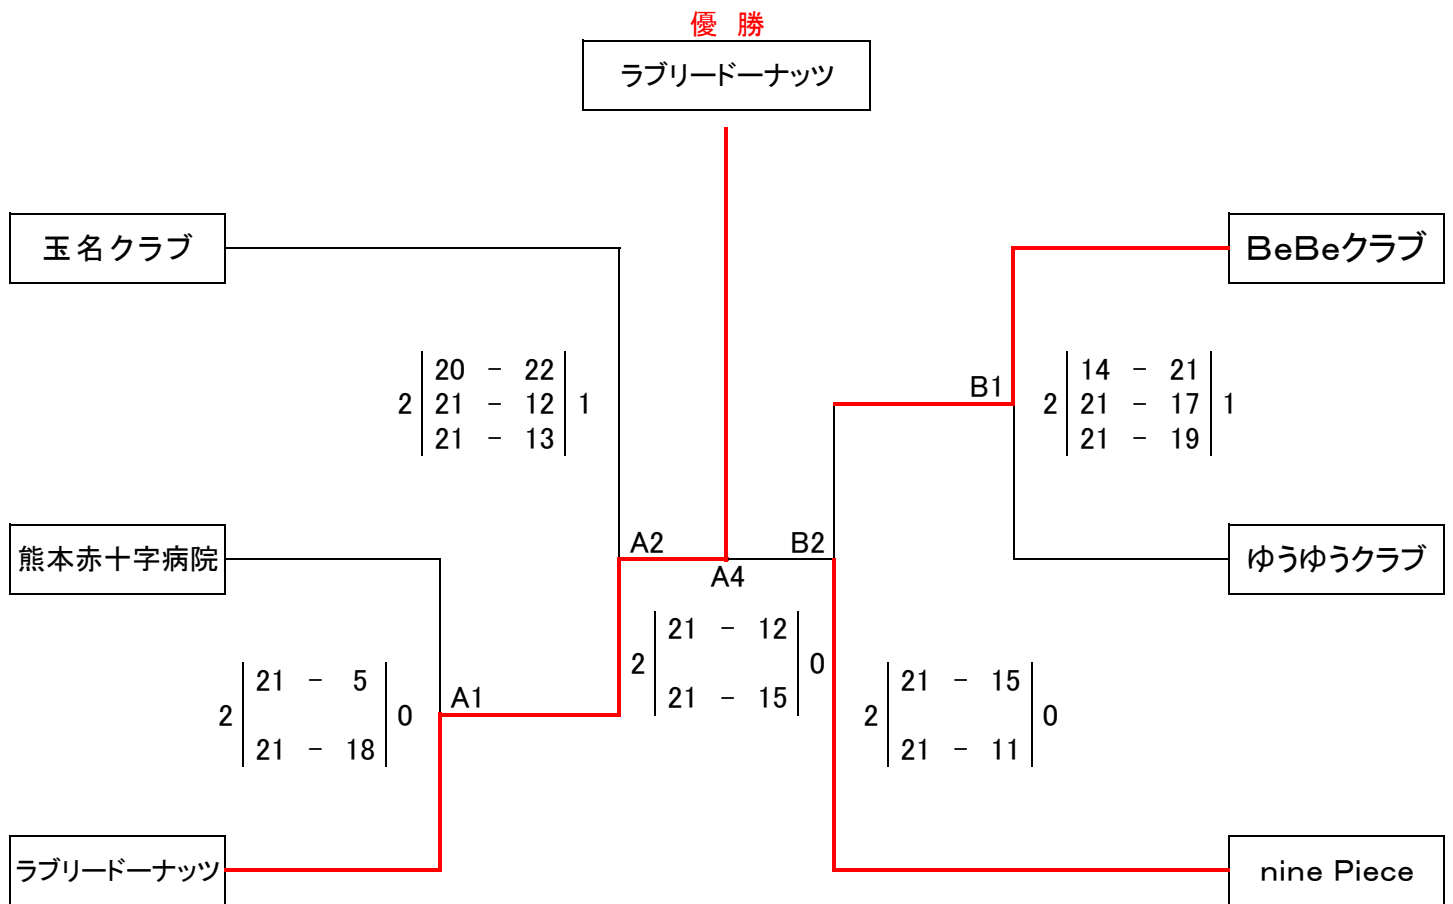 優 勝
ラブリードーナッツ
玉名クラブ
BeBeクラブ
20 - 22
2 21 - 12 1
21 - 13
B1
14 - 21
2 21 - 17 1
21 - 19
熊本赤十字病院
A2
B2
A4
ゆうゆうクラブ
21 - 12
2 0
21 - 15
21 - 5
2 0
21 - 18
A1
21 - 15
2 0
21 - 11
ラブリードーナッツ
nine Piece